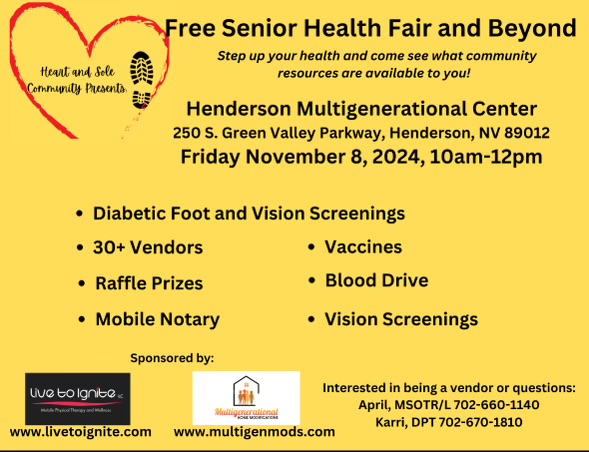 Free Senior Health Fair and Beyond
Step up your health and come see what community
resources are available to you!
Heart and Sole
Community Presents,
Henderson Multigenerational Center
250 S. Green Valley Parkway, Henderson, NV 89012
Friday November 8, 2024, 10am-12pm
• Diabetic Foot and Vision Screenings
• 30+ Vendors
• Vaccines
• Raffle Prizes
• Blood Drive
• Mobile Notary
• Vision Screenings
Sponsored by:
Live to Ignite LLC
Mobile Physical Therapy and Wellness
www.livetoignite.com
Multigenerational
HOME MODIFICATIONS
www.multigenmods.com
Interested in being a vendor or questions:
April, MSOTR/L 702-660-1140
Karri, DPT 702-670-1810